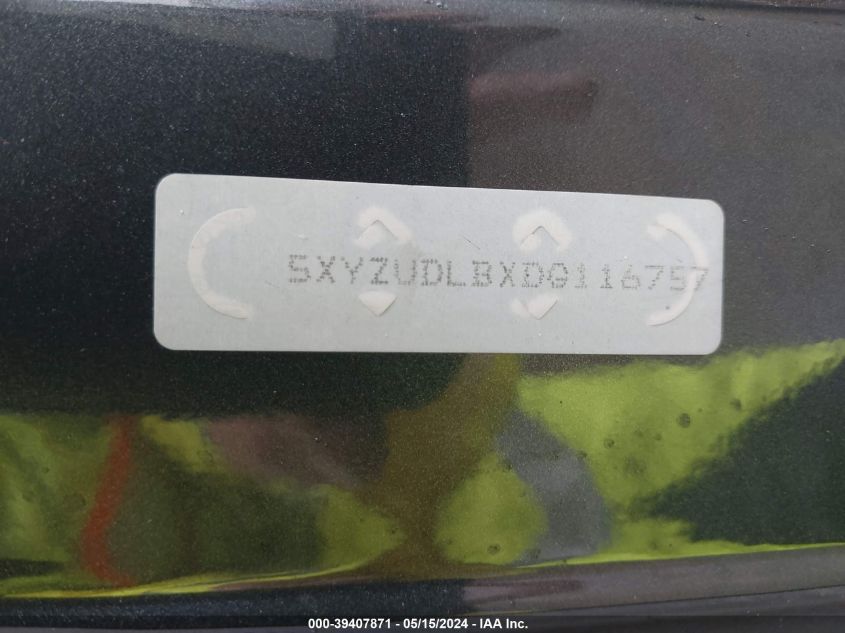 5XYZUDLBXDG116757
000-39407871 - 05/15/2024 - IAA Inc.